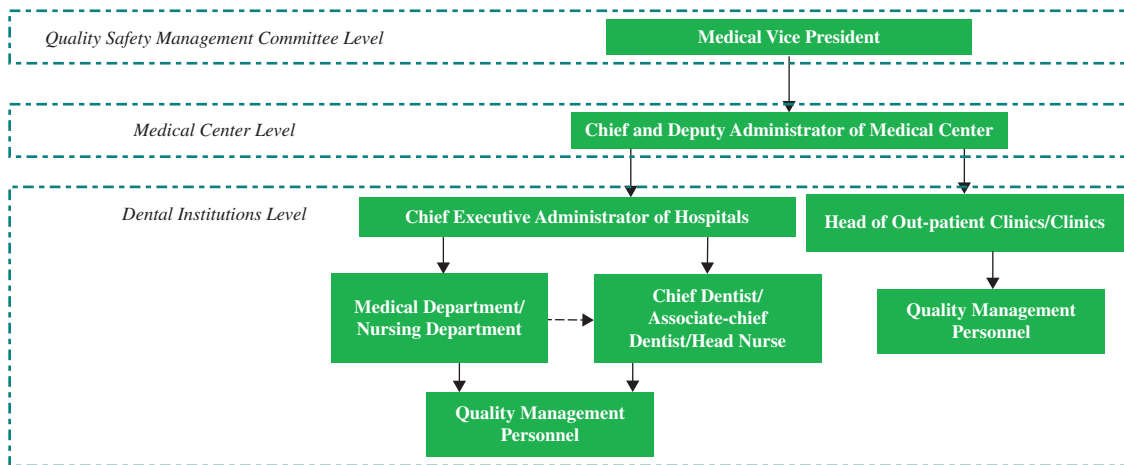 Quality Safety Management Committee Level
Medical Vice President
Medical Center Level
Chief and Deputy Administrator of Medical Center
Dental Institutions Level
Chief Executive Administrator of Hospitals
Head of Out-patient Clinics/Clinics
Medical Department/
Nursing Department
Chief Dentist/
Associate-chief
Dentist/Head Nurse
Quality Management
Personnel
Quality Management
Personnel